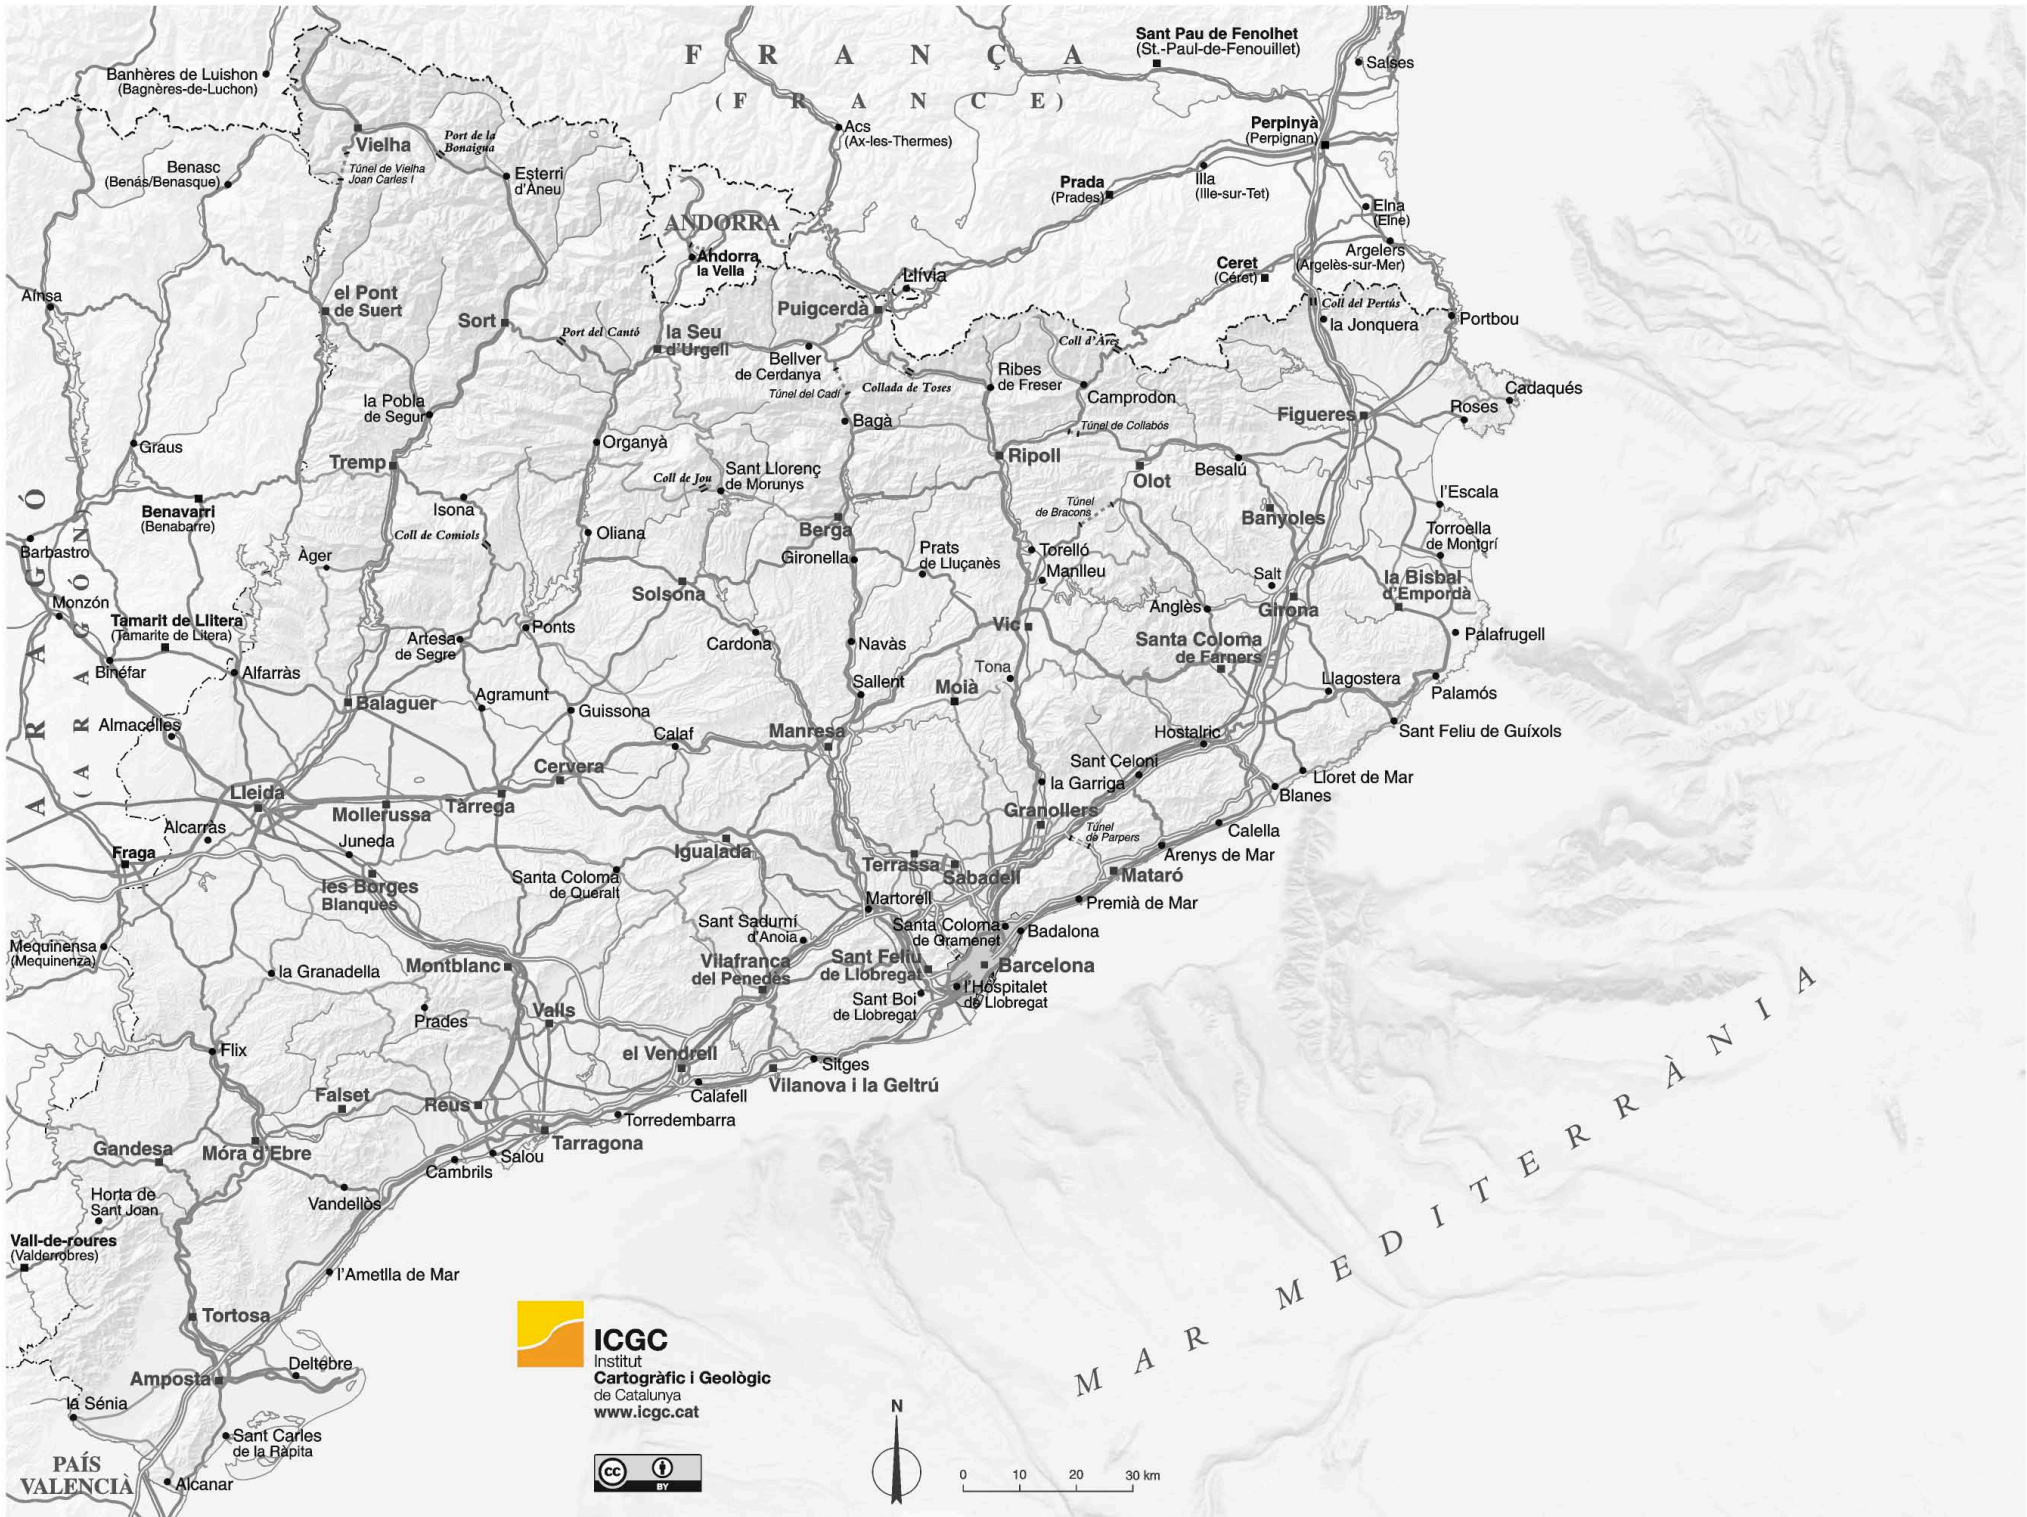 F R A N Ç A
(F R A N C E)
Sant Pau de Fenolhet
(St.-Paul-de-Fenouillet)
Salses
Banhères de Luishon
(Bagnères-de-Luchon)
Acs
(Ax-les-Thermes)
Perpinyà
(Perpignan)
Vielha
Port de la
Bonaigua
Túnel de Vielha
Joan Carles I
Benasc
(Benás/Benasque)
Esterri
d'Àneu
Prada
(Prades)
Illa
(Ille-sur-Tet)
Elna
(Elne)
ANDORRA
Andorra
la Vella
Argelers
(Argelès-sur-Mer)
Ceret
(Céret)
Llívia
Aínsa
el Pont
de Suert
Sort
Port del Cantó
la Seu
d'Urgell
Puigcerdà
Coll del Pertús
la Jonquera
Portbou
Bellver
de Cerdanya
Coll d'Ares
Túnel del Cadí
Collada de Toses
Ribes
de Freser
Camprodon
Cadaqués
Roses
Figueres
la Pobla
de Segur
Bagà
Túnel de Collabós
Graus
Organyà
Tremp
Ripoll
Olot
Besalú
Sant Llorenç
de Morunys
Coll de Jou
Benavarri
(Benabarre)
Isona
Coll de Comiols
Oliana
Berga
Gironella
Túnel
de Bracons
Banyoles
l'Escala
Torroella
de Montgrí
Barbastro
Àger
Prats
de Lluçanès
Torelló
Manlleu
Salt
Girona
la Bisbal
d'Empordà
A R A G Ó
(A R A G Ó N)
Monzón
Tamarit de Llitera
(Tamarite de Litera)
Solsona
Anglès
Ponts
Artesa
de Segre
Cardona
Navàs
Vic
Santa Coloma
de Farners
Palafrugell
Binéfar
Alfarràs
Tona
Sallent
Moià
Llagostera
Palamós
Balaguer
Agramunt
Guissona
Almacelles
Calaf
Manresa
Hostalric
Sant Feliu de Guíxols
Cervera
Sant Celoni
la Garriga
Lloret de Mar
Blanes
Lleida
Mollerussa
Tàrrega
Granollers
Alcarràs
Juneda
Igualada
Túnel
de Parpers
Calella
Arenys de Mar
Fraga
Terrassa
Sabadell
Mataró
les Borges
Blanques
Santa Coloma
de Queralt
Martorell
Premià de Mar
Mequinensa
(Mequinenza)
Sant Sadurní
d'Anoia
Santa Coloma
de Gramenet
Badalona
la Granadella
Montblanc
Vilafranca
del Penedès
Sant Feliu
de Llobregat
Barcelona
l'Hospitalet
de Llobregat
Sant Boi
de Llobregat
Prades
Valls
Flix
el Vendrell
Sitges
Vilanova i la Geltrú
Calafell
Falset
Reus
Torredembarra
Tarragona
Gandesa
Móra d'Ebre
Salou
Cambrils
Horta de
Sant Joan
Vandellòs
Vall-de-roures
(Valderrobres)
l'Ametlla de Mar
Tortosa
Deltebre
Amposta
la Sénia
Sant Carles
de la Ràpita
PAÍS
VALENCIÀ
Alcanar
MAR MEDITERRÀNIA
ICGC
Institut
Cartogràfic i Geològic
de Catalunya
www.icgc.cat
cc
BY
N
0 10 20 30 km